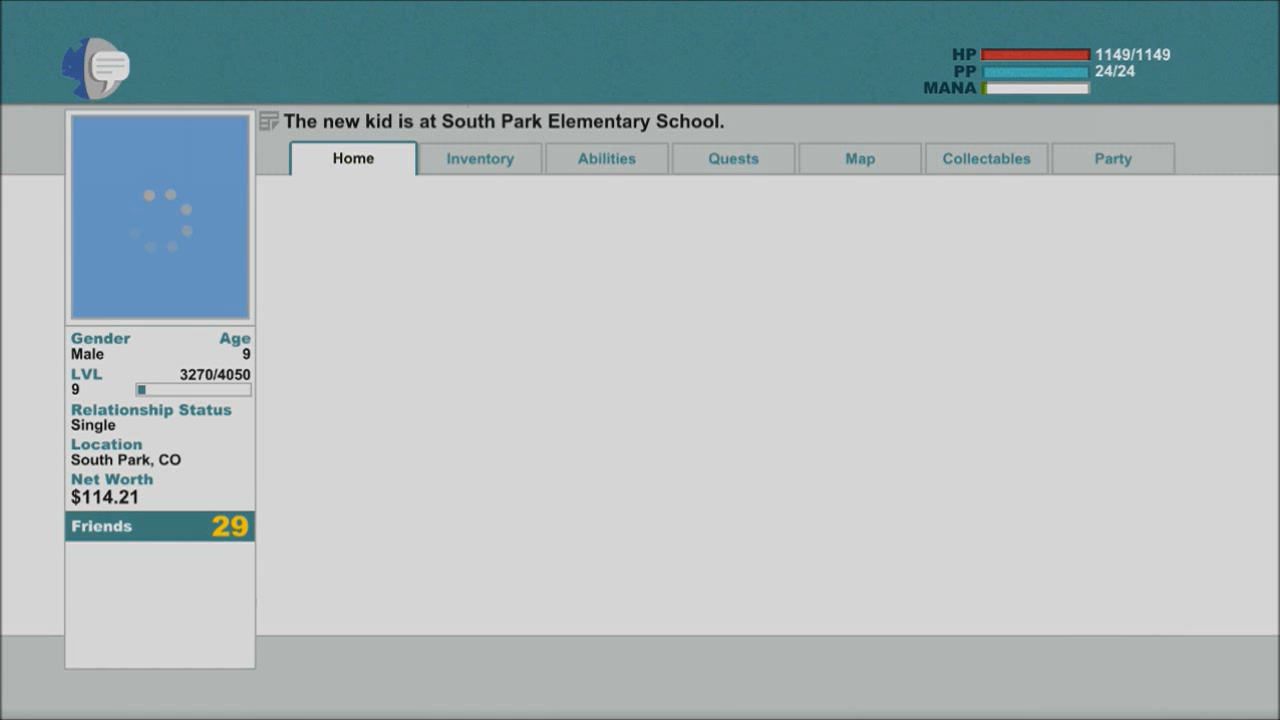 HP 1149/1149
PP 24/24
MANA
The new kid is at South Park Elementary School.
Home Inventory Abilities Quests Map Collectables Party
Gender Age
Male 9
LVL 3270/4050
9
Relationship Status
Single
Location
South Park, CO
Net Worth
$114.21
Friends 29